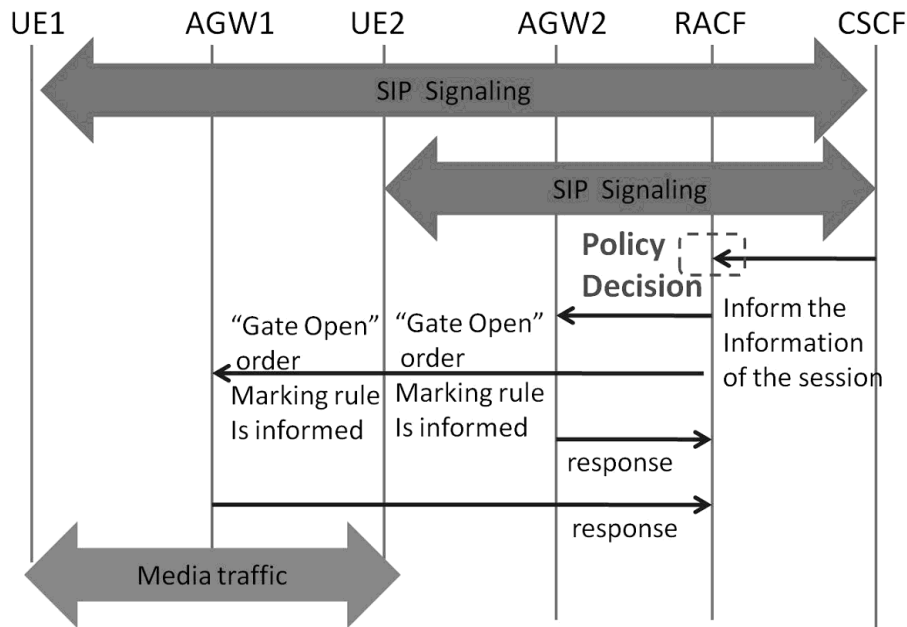 UE1 AGW1 UE2 AGW2 RACF CSCF
SIP Signaling
SIP Signaling
Policy
Decision
Inform the
Information
of the session
“Gate Open”
order
Marking rule
Is informed
“Gate Open”
order
Marking rule
Is informed
response
response
Media traffic